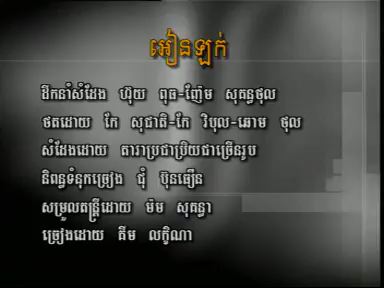 អៀនឡក់
ដឹកនាំសំដែង ហ៊ុយ ពុធ-ញ៉ែម សុគន្ធថុល
ថតដោយ កែ សុជាតិ-កែ វិបុល-ឆោម ថុល
សំដែងដោយ តារាប្រជាប្រិយជាច្រើនរូប
និពន្ធទំនុកច្រៀង ប៉ុំ ប៊ុនធឿន
សម្រួលតន្ត្រីដោយ ម៉ម សុគន្ធា
ច្រៀងដោយ គឹម លក្ខិណា